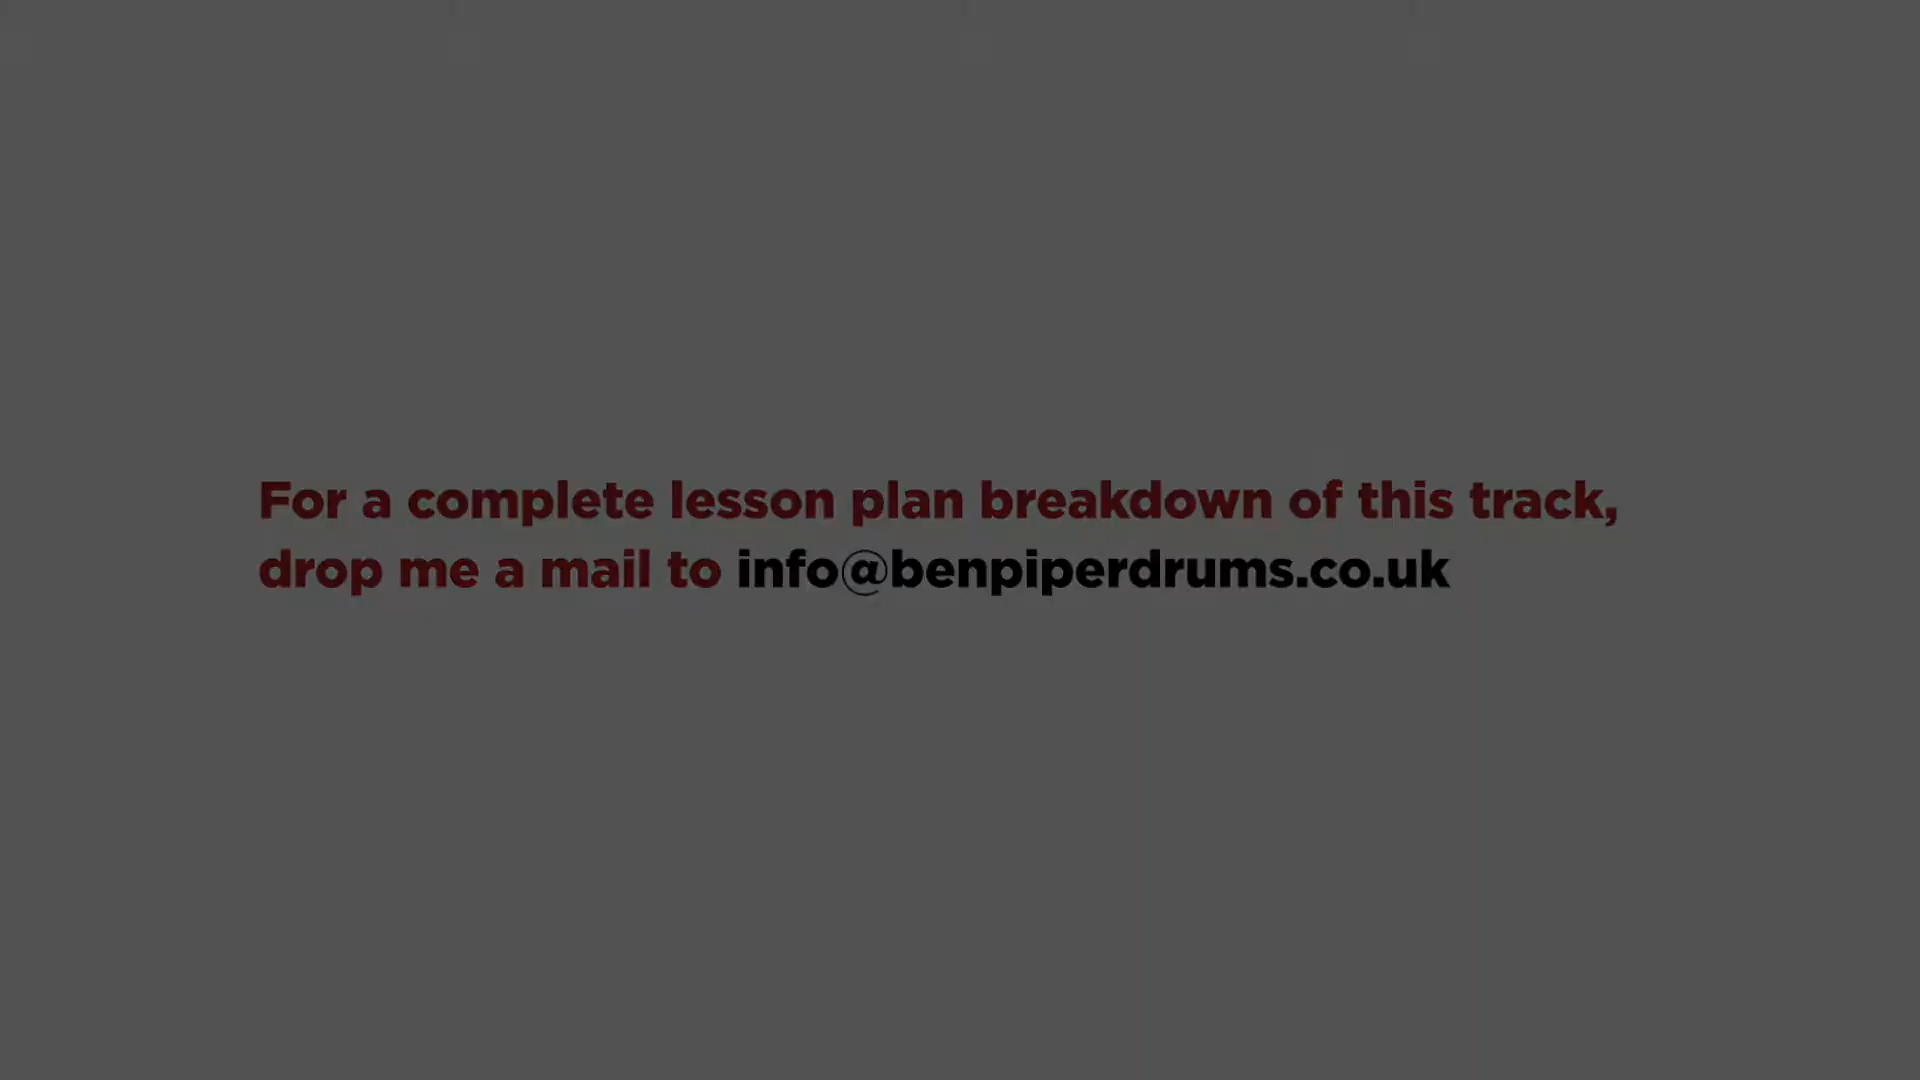 For a complete lesson plan breakdown of this track,
drop me a mail to info@benpiperdrums.co.uk